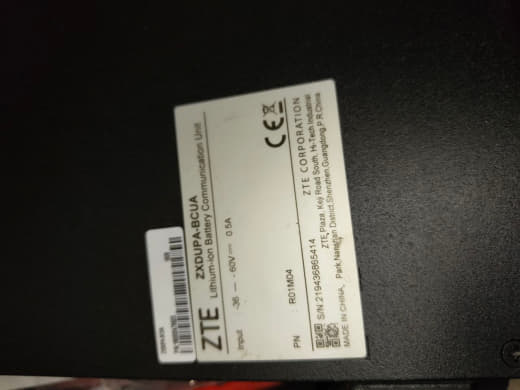 ZTE ZXDUPA-BCUA
Lithium-ion Battery Communication Unit
Input -36 — -60V 0.5A
CE
PN R01M04
S/N:219436865414
MADE IN CHINA,
ZTE CORPORATION
ZTE Plaza, Keji Road South, Hi-Tech Industrial
Park,Nanshan District,Shenzhen,Guangdong,P.R.China